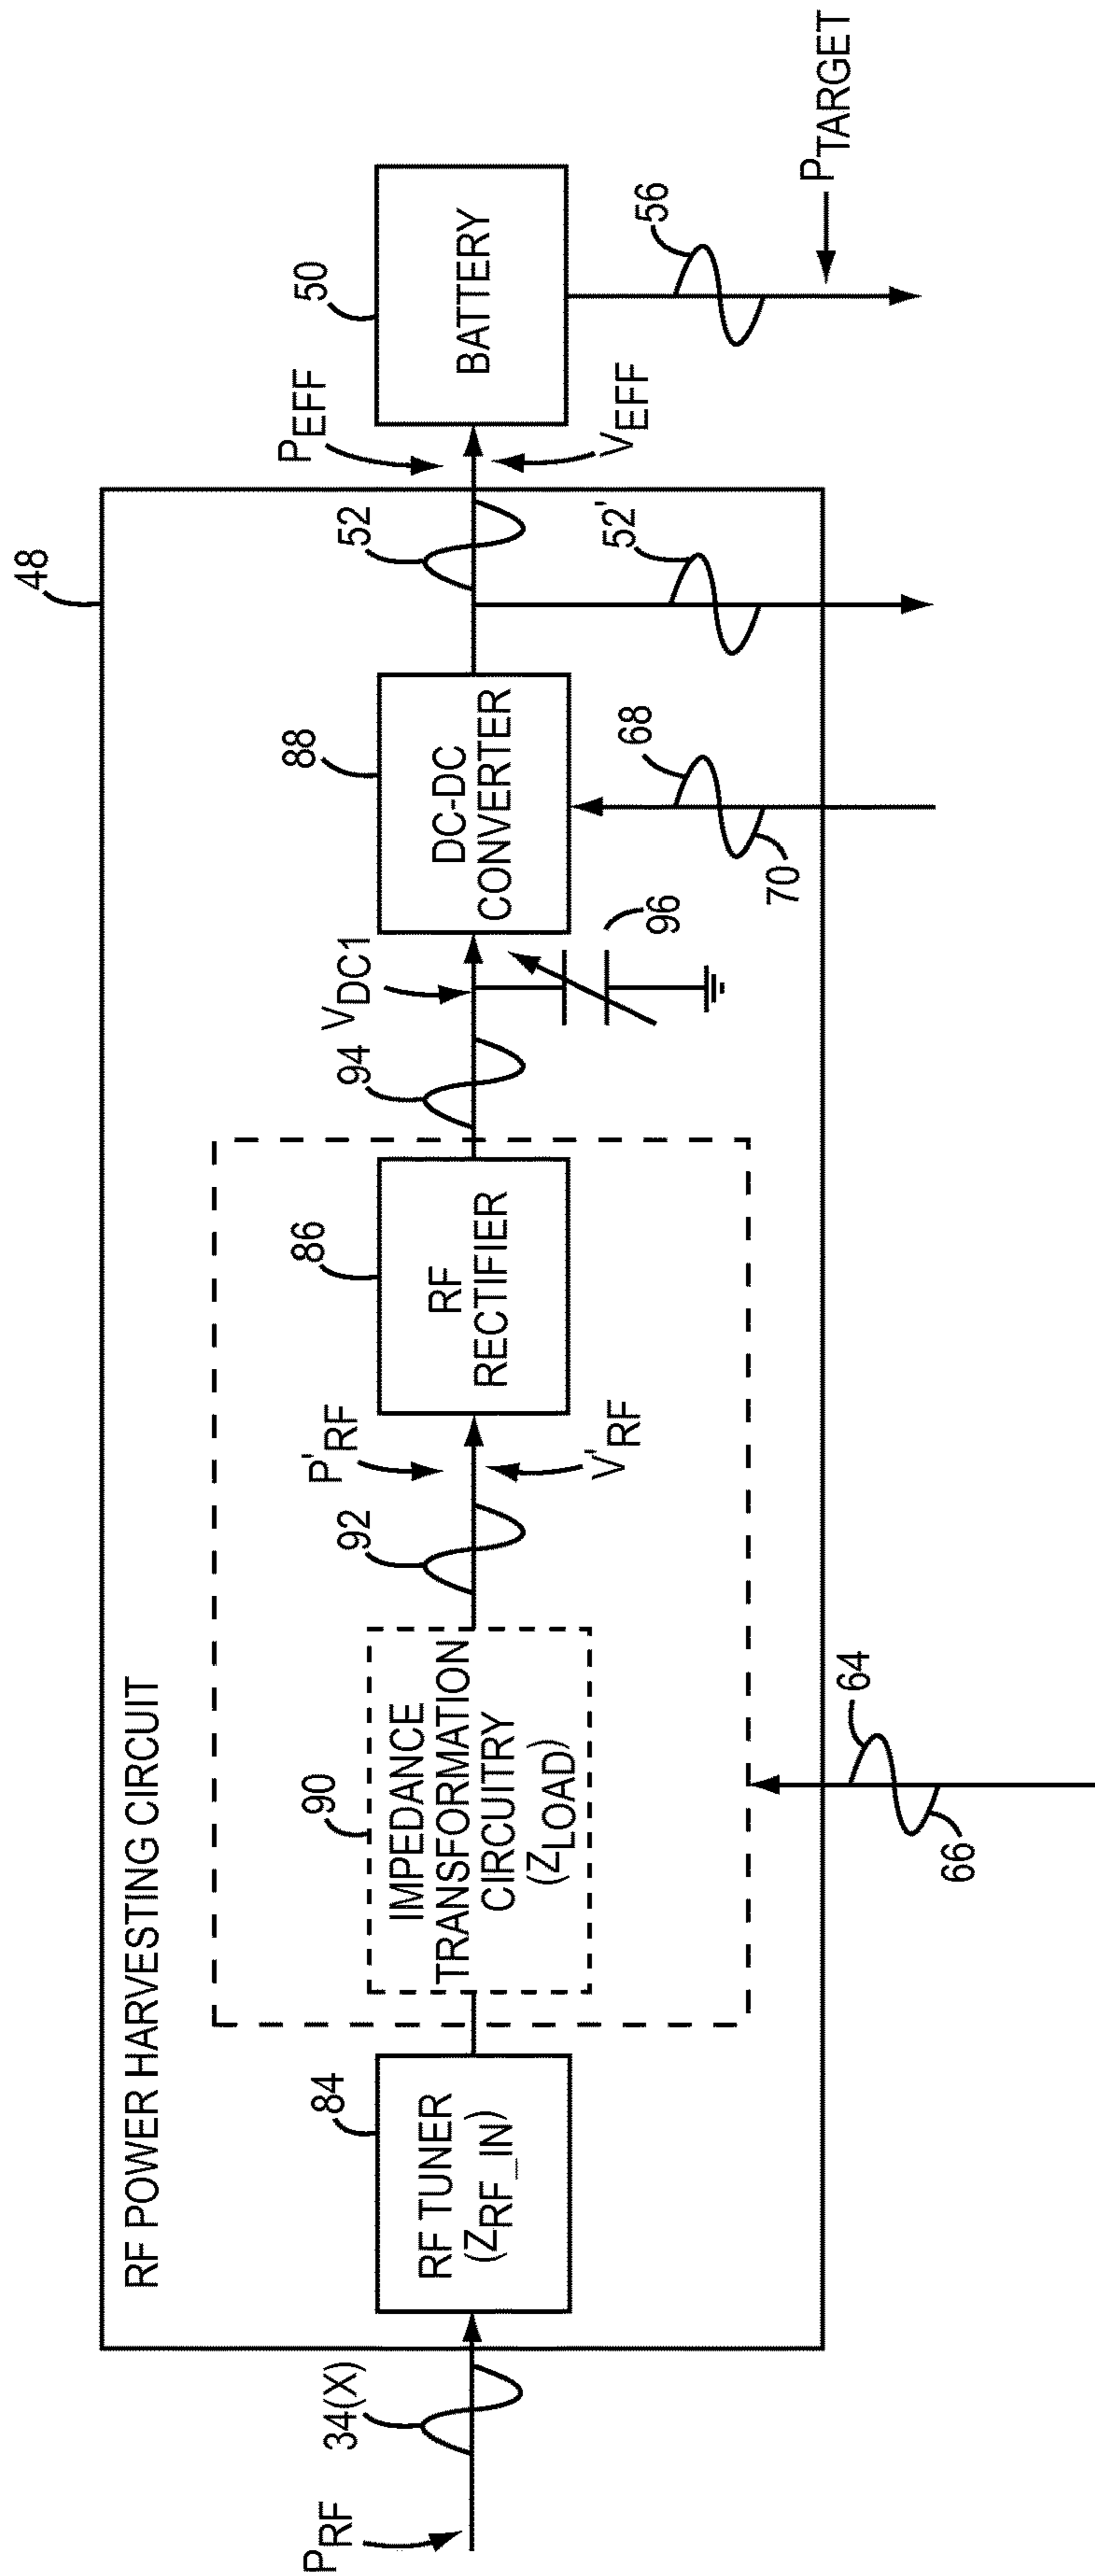 RF POWER HARVESTING CIRCUIT
48
P_RF
34(X)
84
RF TUNER
(Z_RF_IN)
90
IMPEDANCE
TRANSFORMATION
CIRCUITRY
(Z_LOAD)
92
P'_RF
V'_RF
86
RF
RECTIFIER
94
V_DC1
96
88
DC-DC
CONVERTER
52
P_EFF
V_EFF
50
BATTERY
64
66
68
70
52'
56
P_TARGET